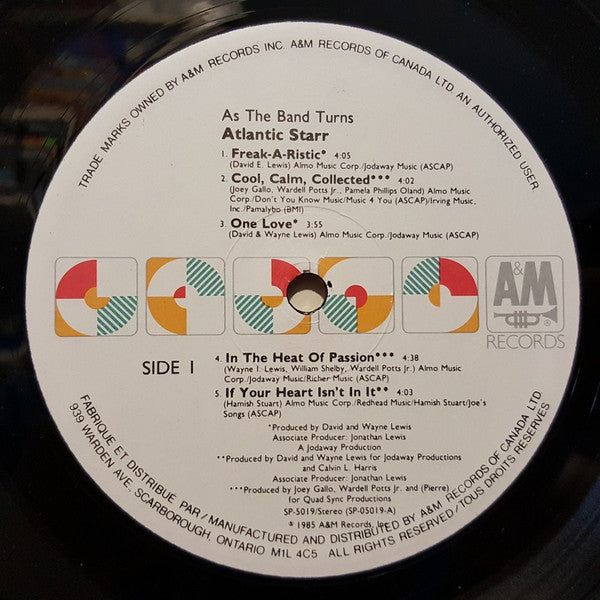 TRADE MARKS OWNED BY A&M RECORDS INC. A&M RECORDS OF CANADA LTD AN AUTHORIZED USER
As The Band Turns
Atlantic Starr
1. Freak-A-Ristic* 4:05
(David E. Lewis) Almo Music Corp./Jodaway Music (ASCAP)
2. Cool, Calm, Collected*** 4:02
(Joey Gallo, Wardell Potts Jr., Pamela Phillips Oland) Almo Music
Corp./Don't You Know Music/Music 4 You (ASCAP)/Irving Music,
Inc./Pamalybo (BMI)
3. One Love* 3:55
(David & Wayne Lewis) Almo Music Corp./Jodaway Music (ASCAP)
A&M
®
RECORDS
SIDE 1
4. In The Heat Of Passion*** 4:38
(Wayne I. Lewis, William Shelby, Wardell Potts Jr.) Almo Music
Corp./Jodaway Music/Richer Music (ASCAP)
5. If Your Heart Isn't In It** 4:03
(Hamish Stuart) Almo Music Corp./Redhead Music/Hamish Stuart/Joe's
Songs (ASCAP)
*Produced by David and Wayne Lewis
Associate Producer: Jonathan Lewis
A Jodaway Production
**Produced by David and Wayne Lewis for Jodaway Productions
and Calvin L. Harris
Associate Producer: Jonathan Lewis
***Produced by Joey Gallo, Wardell Potts Jr. and (Pierre)
for Quad Sync Productions
SP-5019/Stereo (SP-05019-A)
℗ 1985 A&M Records, Inc.
FABRIQUE ET DISTRIBUE PAR/MANUFACTURED AND DISTRIBUTED BY A&M RECORDS OF CANADA LTD
939 WARDEN AVE, SCARBOROUGH, ONTARIO M1L 4C5 ALL RIGHTS RESERVED/TOUS DROITS RESERVES